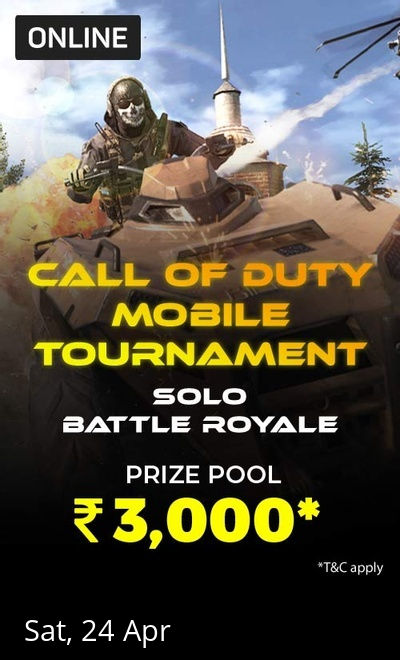 ONLINE
CALL OF DUTY
MOBILE
TOURNAMENT
SOLO
BATTLE ROYALE
PRIZE POOL
₹3,000*
*T&C apply
Sat, 24 Apr